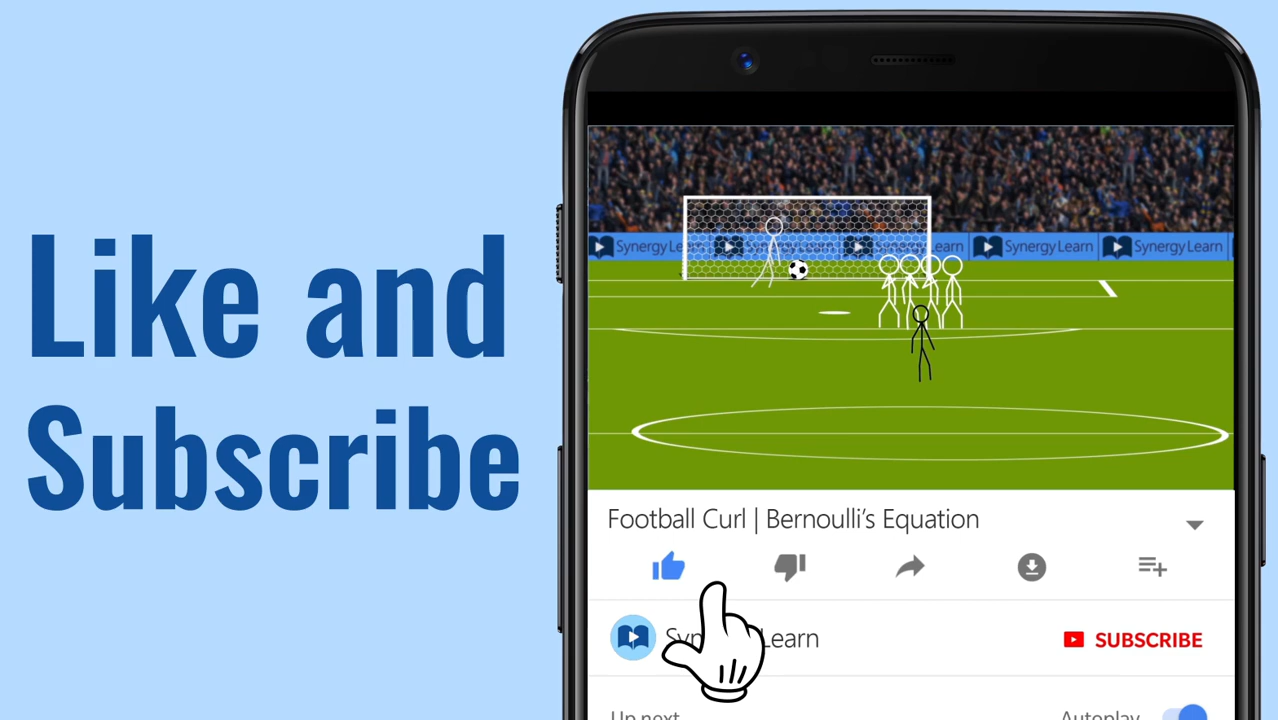 Like and
Subscribe
Synergy Learn
Synergy Learn
Synergy Learn
Football Curl | Bernoulli's Equation
Learn
SUBSCRIBE
Up next
Autoplay